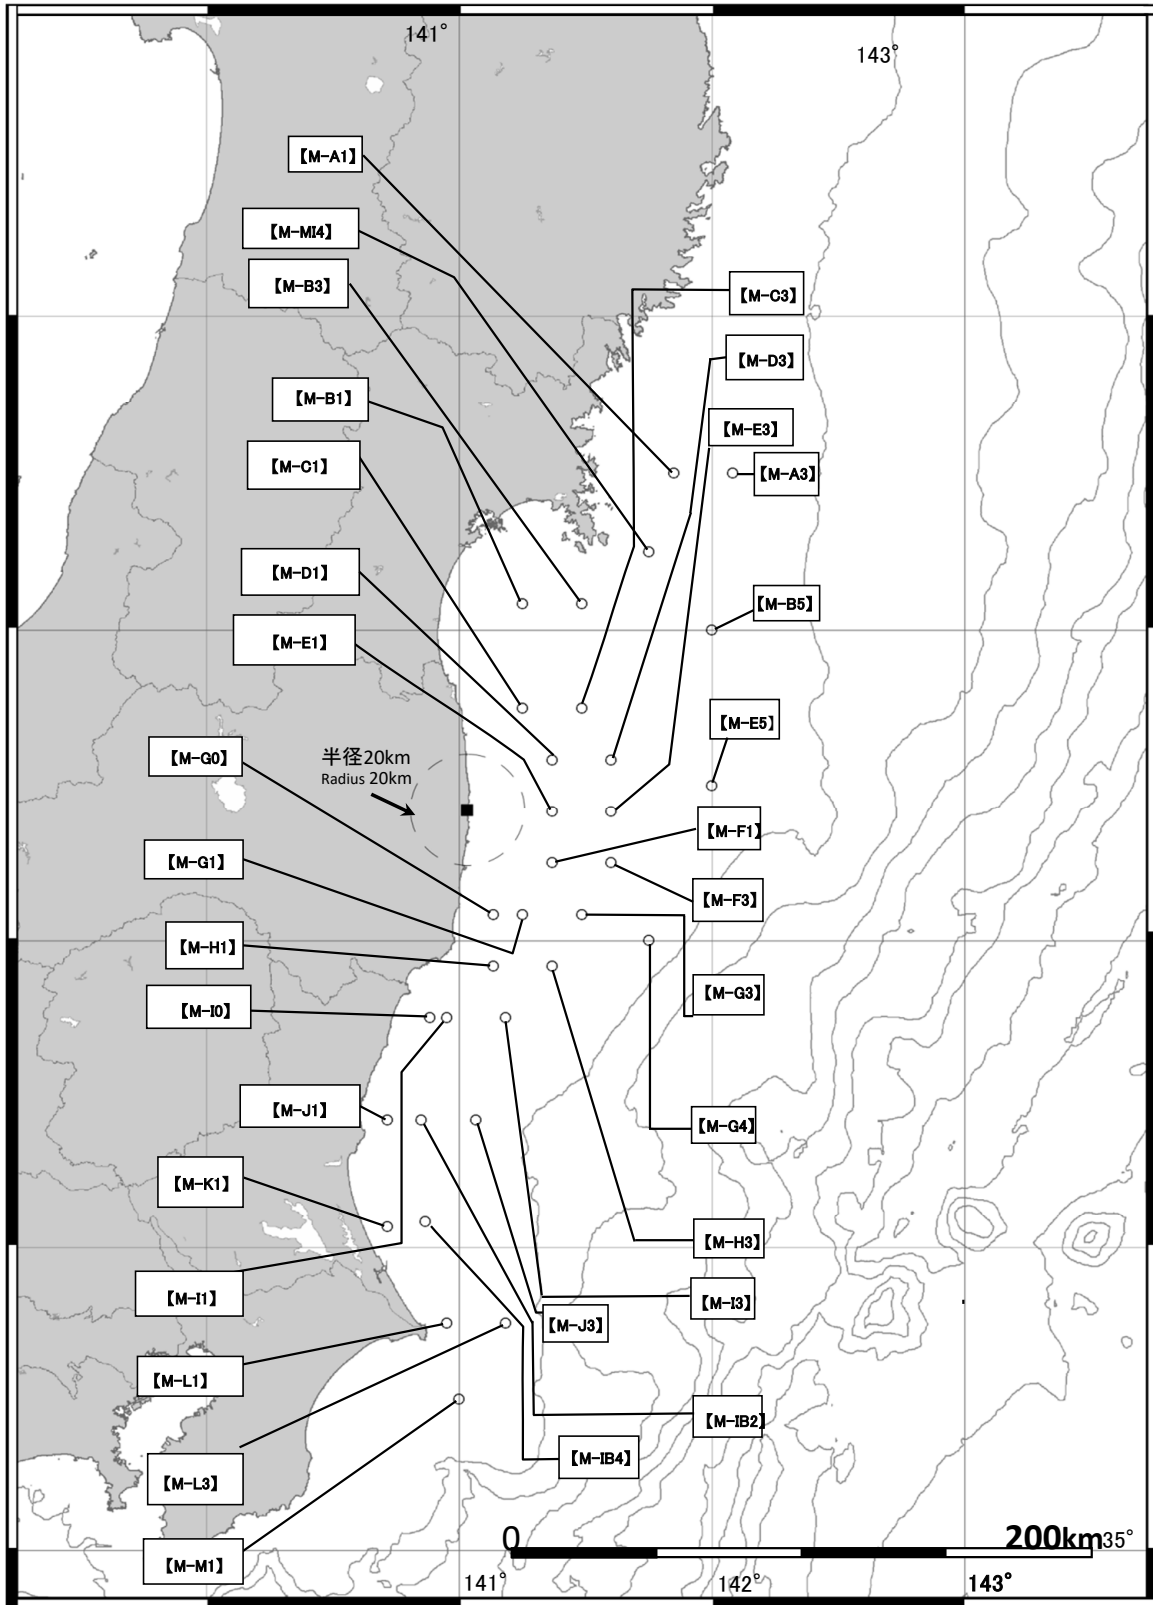 141°
143°
【M-A1】
【M-MI4】
【M-B3】
【M-C3】
【M-D3】
【M-B1】
【M-E3】
【M-C1】
【M-A3】
【M-D1】
【M-B5】
【M-E1】
【M-E5】
【M-G0】
半径20km
Radius 20km
【M-F1】
【M-G1】
【M-F3】
【M-H1】
【M-G3】
【M-I0】
【M-J1】
【M-G4】
【M-K1】
【M-H3】
【M-I1】
【M-I3】
【M-J3】
【M-L1】
【M-IB2】
【M-IB4】
【M-L3】
【M-M1】
0
200km
35°
141°
142°
143°